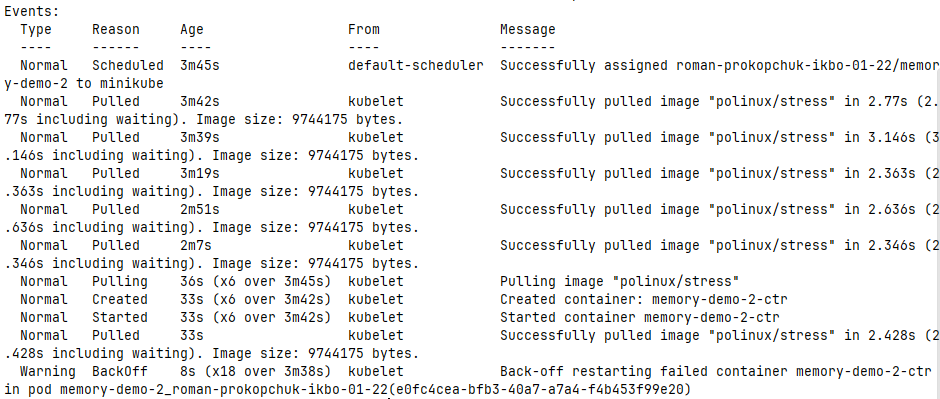 Events:
  Type     Reason     Age                   From               Message
  ----     ------     ----                  ----               -------
  Normal   Scheduled  3m45s                 default-scheduler  Successfully assigned roman-prokopchuk-ikbo-01-22/memor
y-demo-2 to minikube
  Normal   Pulled     3m42s                 kubelet            Successfully pulled image "polinux/stress" in 2.77s (2.
77s including waiting). Image size: 9744175 bytes.
  Normal   Pulled     3m39s                 kubelet            Successfully pulled image "polinux/stress" in 3.146s (3
.146s including waiting). Image size: 9744175 bytes.
  Normal   Pulled     3m19s                 kubelet            Successfully pulled image "polinux/stress" in 2.363s (2
.363s including waiting). Image size: 9744175 bytes.
  Normal   Pulled     2m51s                 kubelet            Successfully pulled image "polinux/stress" in 2.636s (2
.636s including waiting). Image size: 9744175 bytes.
  Normal   Pulled     2m7s                  kubelet            Successfully pulled image "polinux/stress" in 2.346s (2
.346s including waiting). Image size: 9744175 bytes.
  Normal   Pulling    36s (x6 over 3m45s)   kubelet            Pulling image "polinux/stress"
  Normal   Created    33s (x6 over 3m42s)   kubelet            Created container: memory-demo-2-ctr
  Normal   Started    33s (x6 over 3m42s)   kubelet            Started container memory-demo-2-ctr
  Normal   Pulled     33s                   kubelet            Successfully pulled image "polinux/stress" in 2.428s (2
.428s including waiting). Image size: 9744175 bytes.
  Warning  BackOff    8s (x18 over 3m38s)   kubelet            Back-off restarting failed container memory-demo-2-ctr
in pod memory-demo-2_roman-prokopchuk-ikbo-01-22(e0fc4cea-bfb3-40a7-a7a4-f4b453f99e20)